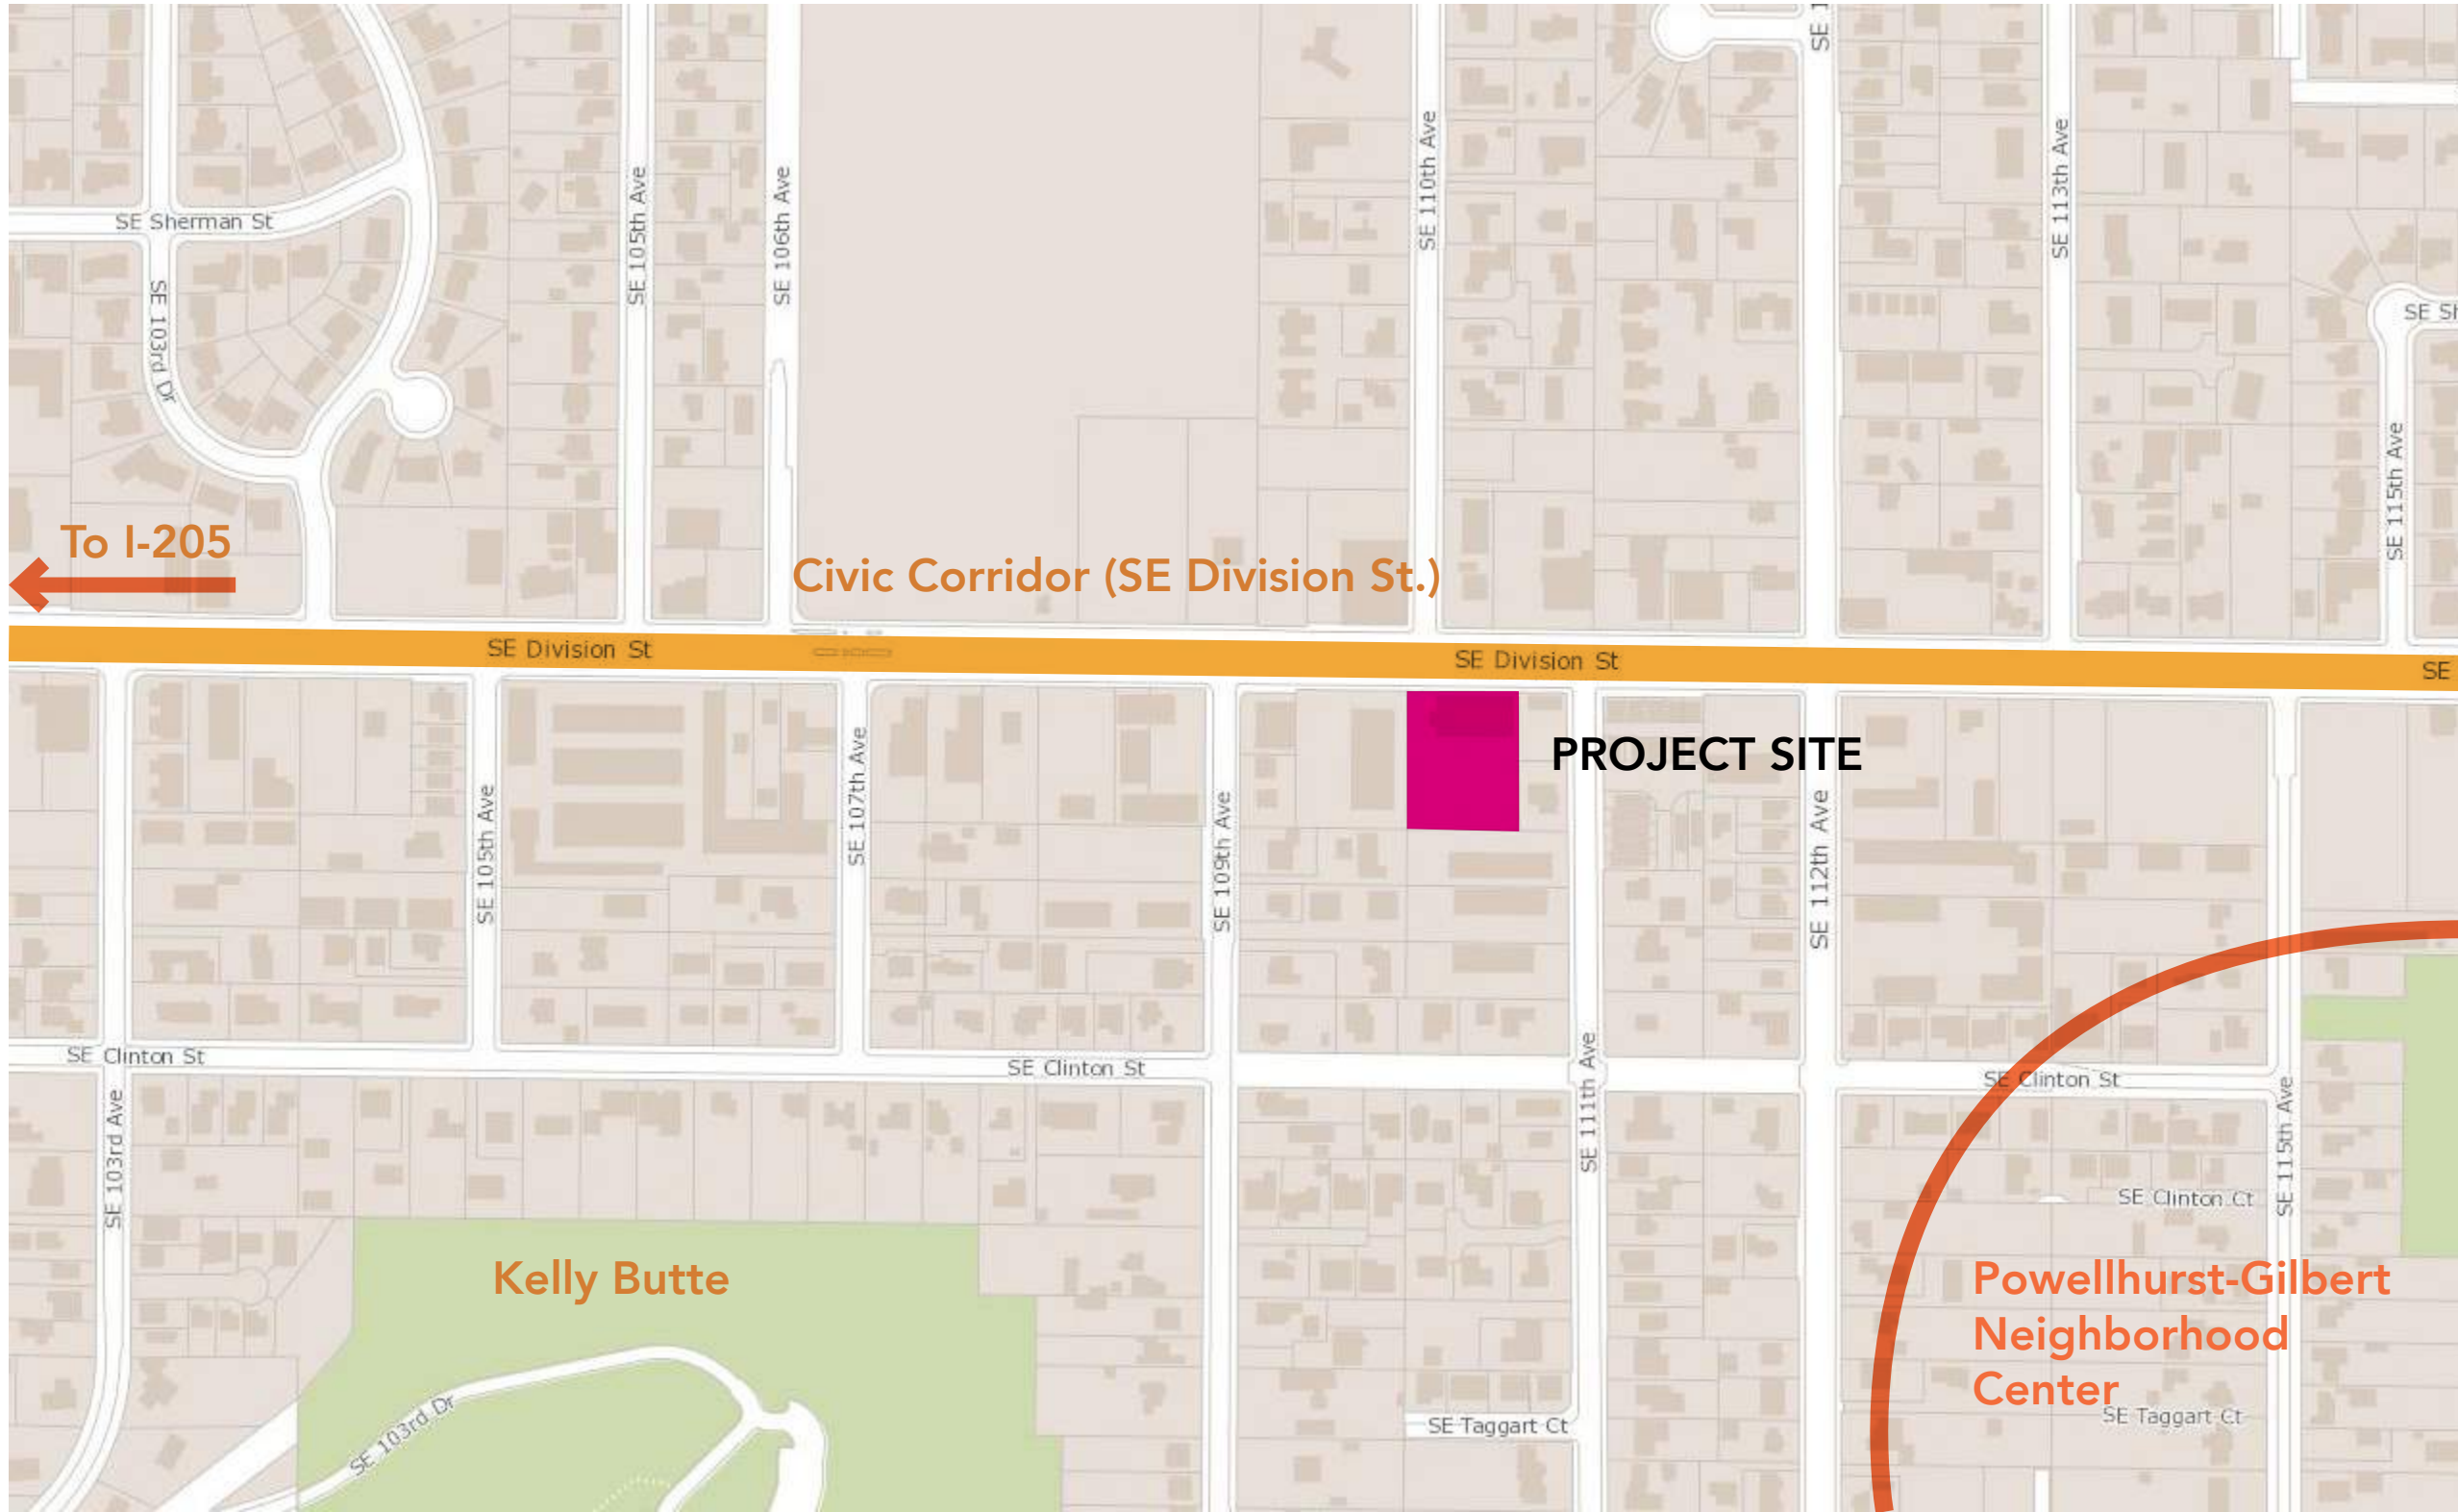 SE 1
SE 110th Ave
SE 113th Ave
SE 105th Ave
SE 106th Ave
SE Sherman St
SE 103rd Dr
SE Sh
SE 115th Ave
To I-205
Civic Corridor (SE Division St.)
SE Division St
SE Division St
SE
PROJECT SITE
SE 107th Ave
SE 105th Ave
SE 109th Ave
SE 112th Ave
SE Clinton St
SE Clinton St
SE Clinton St
SE 103rd Ave
SE 111th Ave
SE 115th Ave
SE Clinton Ct
Kelly Butte
Powellhurst-Gilbert
Neighborhood
Center
SE Taggart Ct
SE Taggart Ct
SE 103rd Dr